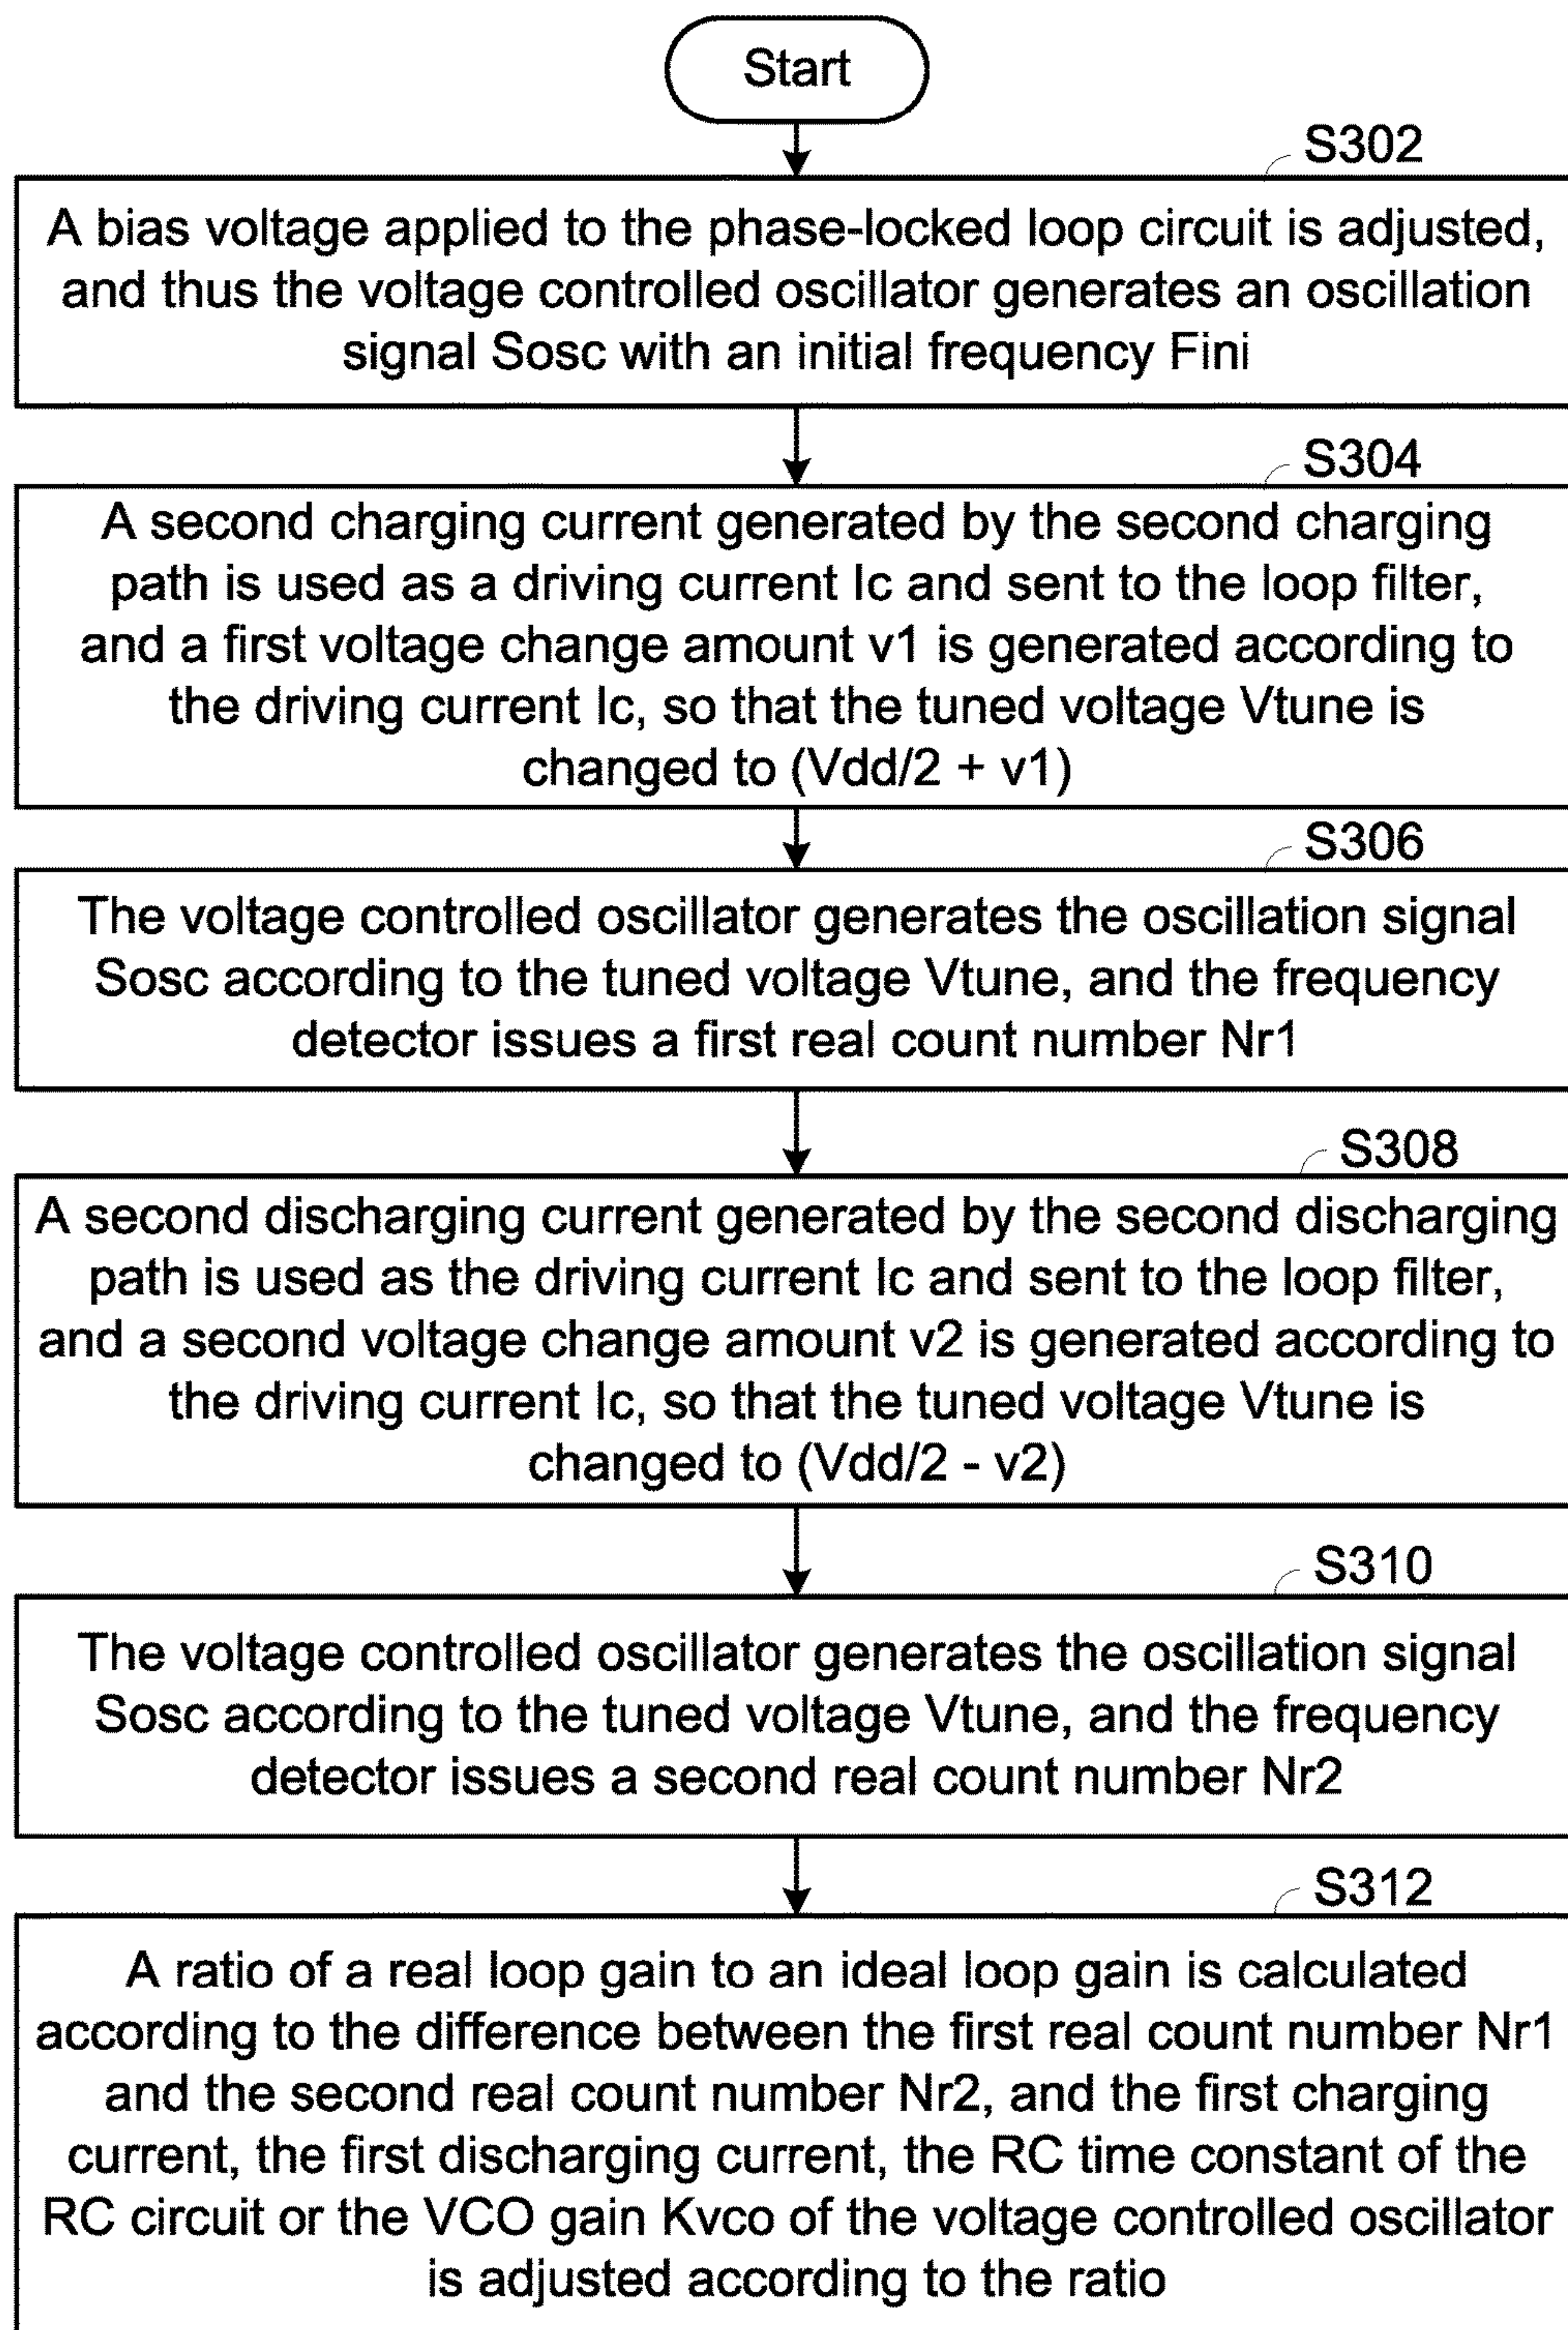 Start
S302
A bias voltage applied to the phase-locked loop circuit is adjusted,
and thus the voltage controlled oscillator generates an oscillation
signal Sosc with an initial frequency Fini
S304
A second charging current generated by the second charging
path is used as a driving current Ic and sent to the loop filter,
and a first voltage change amount v1 is generated according to
the driving current Ic, so that the tuned voltage Vtune is
changed to (Vdd/2 + v1)
S306
The voltage controlled oscillator generates the oscillation signal
Sosc according to the tuned voltage Vtune, and the frequency
detector issues a first real count number Nr1
S308
A second discharging current generated by the second discharging
path is used as the driving current Ic and sent to the loop filter,
and a second voltage change amount v2 is generated according to
the driving current Ic, so that the tuned voltage Vtune is
changed to (Vdd/2 - v2)
S310
The voltage controlled oscillator generates the oscillation signal
Sosc according to the tuned voltage Vtune, and the frequency
detector issues a second real count number Nr2
S312
A ratio of a real loop gain to an ideal loop gain is calculated
according to the difference between the first real count number Nr1
and the second real count number Nr2, and the first charging
current, the first discharging current, the RC time constant of the
RC circuit or the VCO gain Kvco of the voltage controlled oscillator
is adjusted according to the ratio